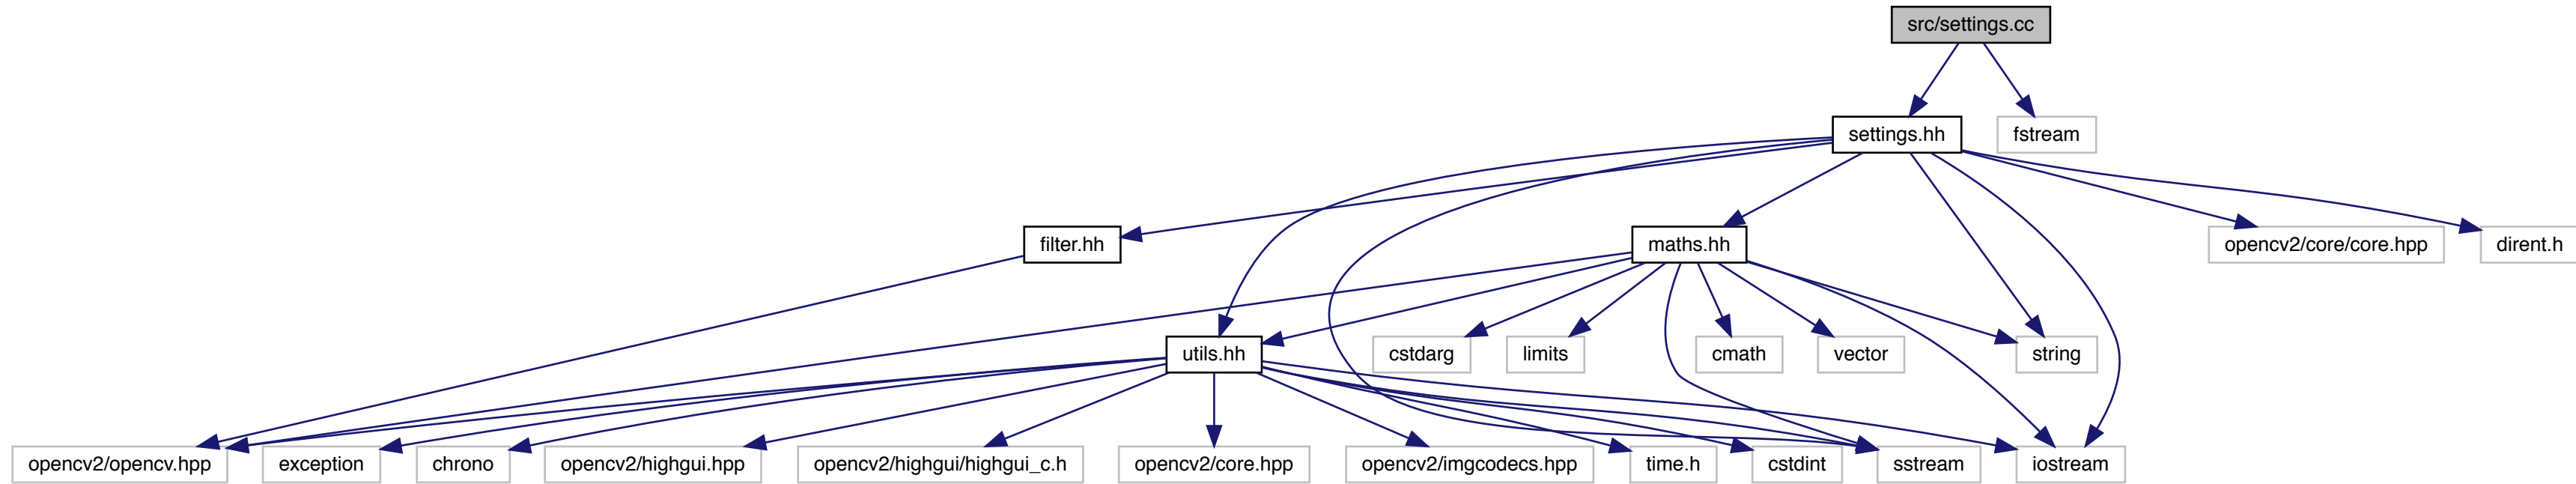 src/settings.cc
settings.hh
fstream
filter.hh
maths.hh
opencv2/core/core.hpp
dirent.h
utils.hh
cstdarg
limits
cmath
vector
string
opencv2/opencv.hpp
exception
chrono
opencv2/highgui.hpp
opencv2/highgui/highgui_c.h
opencv2/core.hpp
opencv2/imgcodecs.hpp
time.h
cstdint
sstream
iostream